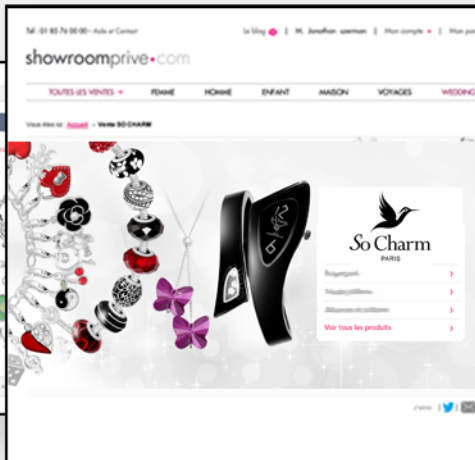 Tel : 01 85 76 00 00 - Aide et Contact
Le blog | M. Jonathan | Mon compte | Mon
showroomprive.com
TOUTES LES VENTES FEMME HOMME ENFANT MAISON VOYAGES WEDDING
Vous êtes ici : Accueil > Vente SO CHARM
So Charm
PARIS
Voir tous les produits
J'aime